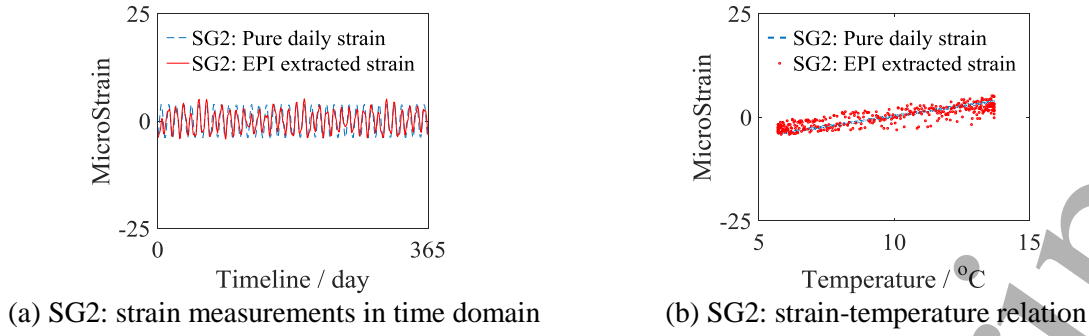 25
SG2: Pure daily strain
SG2: EPI extracted strain
MicroStrain
0
-25
0
365
Timeline / day
(a) SG2: strain measurements in time domain
25
SG2: Pure daily strain
SG2: EPI extracted strain
MicroStrain
0
-25
5
10
15
Temperature / °C
(b) SG2: strain-temperature relation